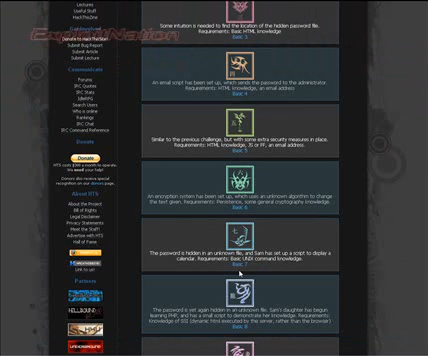 Lectures
Useful Stuff
HackThisZine
Donate to HackThisSite!
Submit Bug Report
Submit Article
Submit Lecture
Communicate
Forums
IRC Quotes
IRC Stats
IdleRPG
Search Users
Who is online
Rankings
IRC Chat
IRC Command Reference
Donate
Donate
HTS costs $300 a month to operate.
We need your help!
Donors also receive special
recognition on our donors page.
About HTS
About the Project
Bill of Rights
Legal Disclaimer
Privacy Statements
Meet the Staff!
Advertise with HTS
Hall of Fame
Link to us!
Partners
HELLBOUND
UNDERGROUND
Some intuition is needed to find the location of the hidden password file.
Requirements: Basic HTML knowledge
Basic 3
An email script has been set up, which sends the password to the administrator.
Requirements: HTML knowledge, an email address
Basic 4
Similar to the previous challenge, but with some extra security measures in place.
Requirements: HTML knowledge, JS or FF, an email address.
Basic 5
An encryption system has been set up, which uses an unknown algorithm to change
the text given. Requirements: Persistence, some general cryptography knowledge.
Basic 6
The password is hidden in an unknown file, and Sam has set up a script to display a
calendar. Requirements: Basic UNIX command knowledge.
Basic 7
The password is yet again hidden in an unknown file. Sam's daughter has begun
learning PHP, and has a small script to demonstrate her knowledge. Requirements:
Knowledge of SSI (dynamic html executed by the server, rather than the browser)
Basic 8